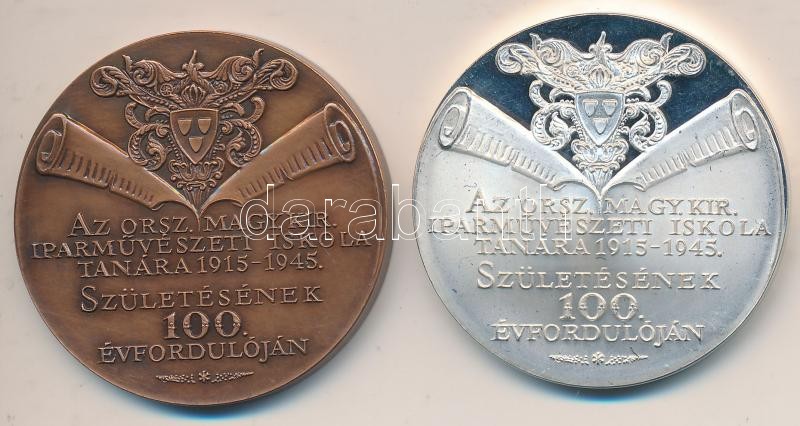 AZ ORSZ. MAGY. KIR.
IPARMŰVÉSZETI ISKOLA
TANÁRA 1915-1945.
SZÜLETÉSÉNEK
100.
ÉVFORDULÓJÁN
AZ ORSZ. MAGY. KIR.
IPARMŰVÉSZETI ISKOLA
TANÁRA 1915-1945.
SZÜLETÉSÉNEK
100.
ÉVFORDULÓJÁN